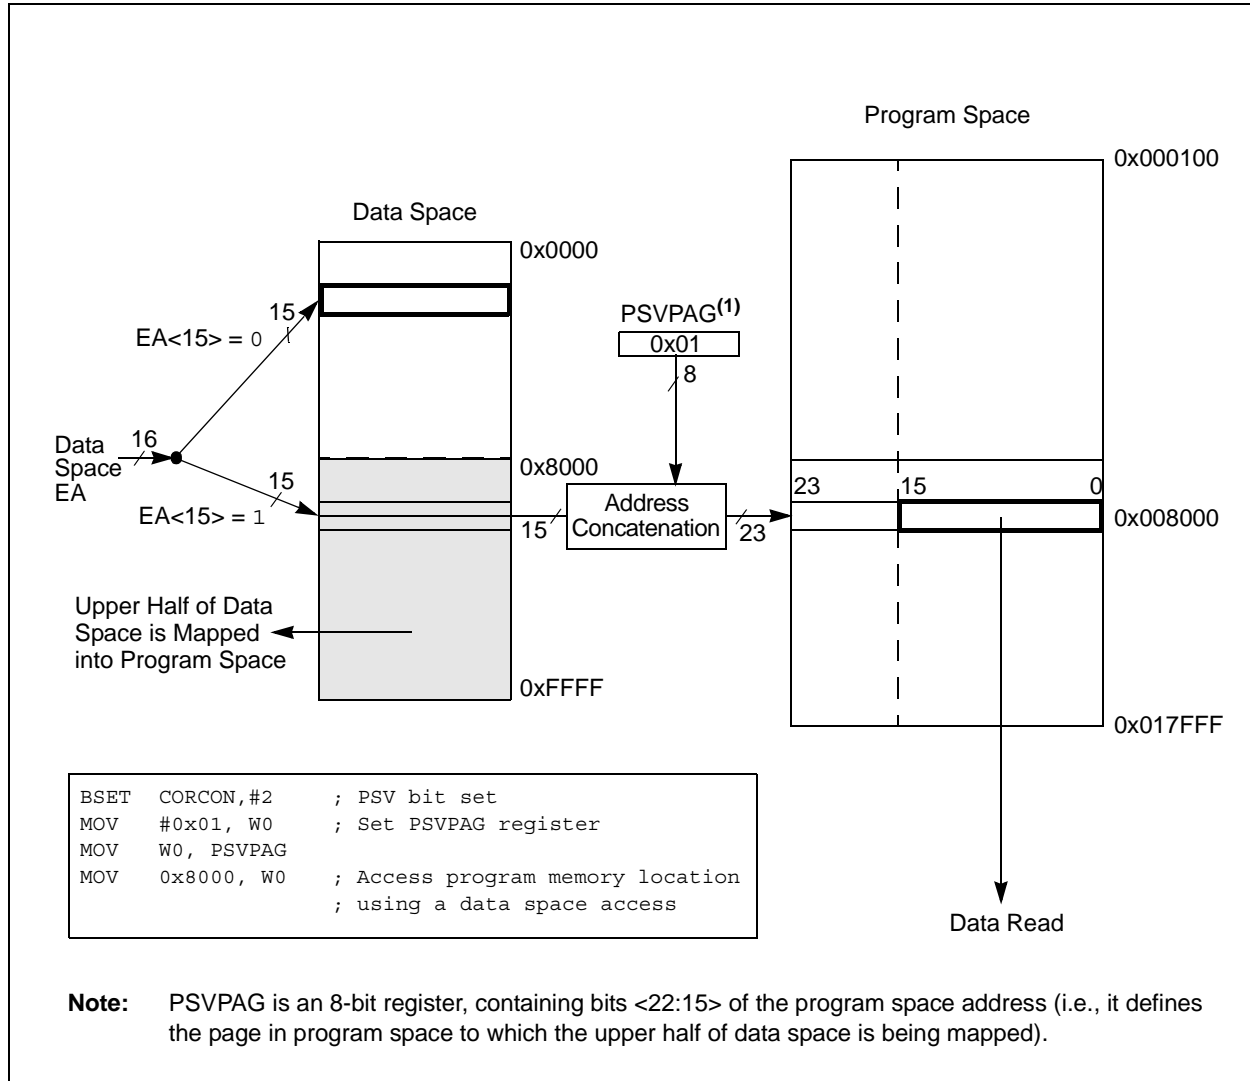 Program Space
0x000100
Data Space
0x0000
15
EA<15> = 0
PSVPAG(1)
0x01
8
16
Data
Space
EA
15
EA<15> = 1
0x8000
15
Address
Concatenation
23
23 15 0
0x008000
Upper Half of Data
Space is Mapped
into Program Space
0xFFFF
0x017FFF
BSET CORCON,#2 ; PSV bit set
MOV #0x01, W0 ; Set PSVPAG register
MOV W0, PSVPAG
MOV 0x8000, W0 ; Access program memory location
; using a data space access
Data Read
Note: PSVPAG is an 8-bit register, containing bits <22:15> of the program space address (i.e., it defines
the page in program space to which the upper half of data space is being mapped).